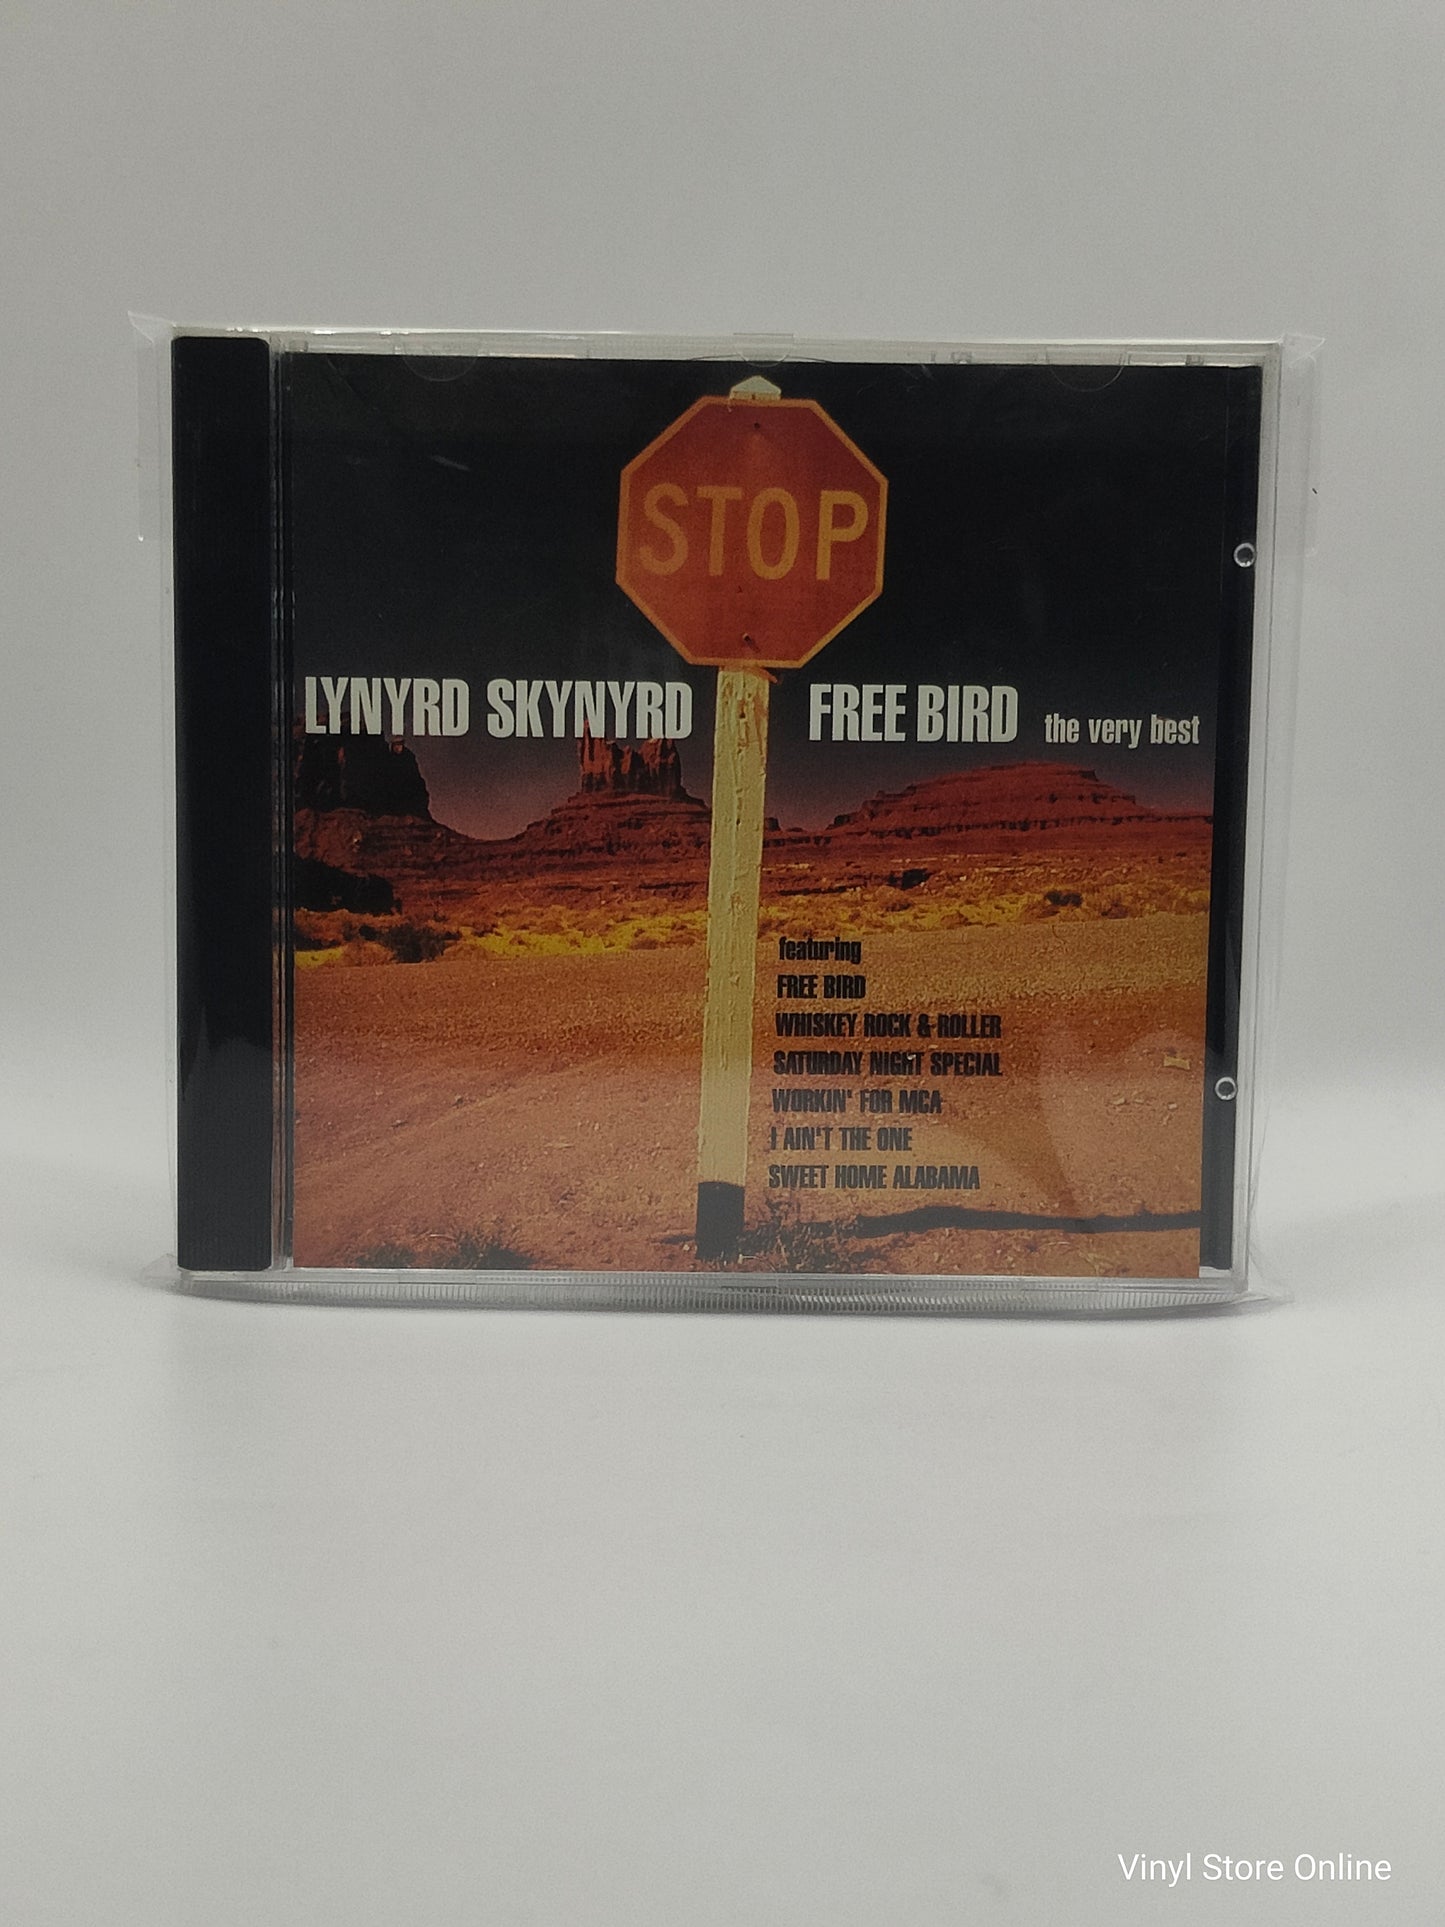 STOP
LYNYRD SKYNYRD FREE BIRD the very best
featuring
FREE BIRD
WHISKEY ROCK & ROLLER
SATURDAY NIGHT SPECIAL
WORKIN' FOR MCA
I AIN'T THE ONE
SWEET HOME ALABAMA
Vinyl Store Online